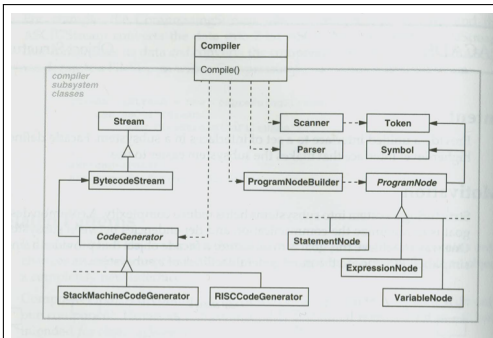 Compiler
Compile()
compiler
subsystem
classes
Stream
Scanner
Token
Parser
Symbol
BytecodeStream
ProgramNodeBuilder
ProgramNode
CodeGenerator
StatementNode
ExpressionNode
StackMachineCodeGenerator
RISCCodeGenerator
VariableNode